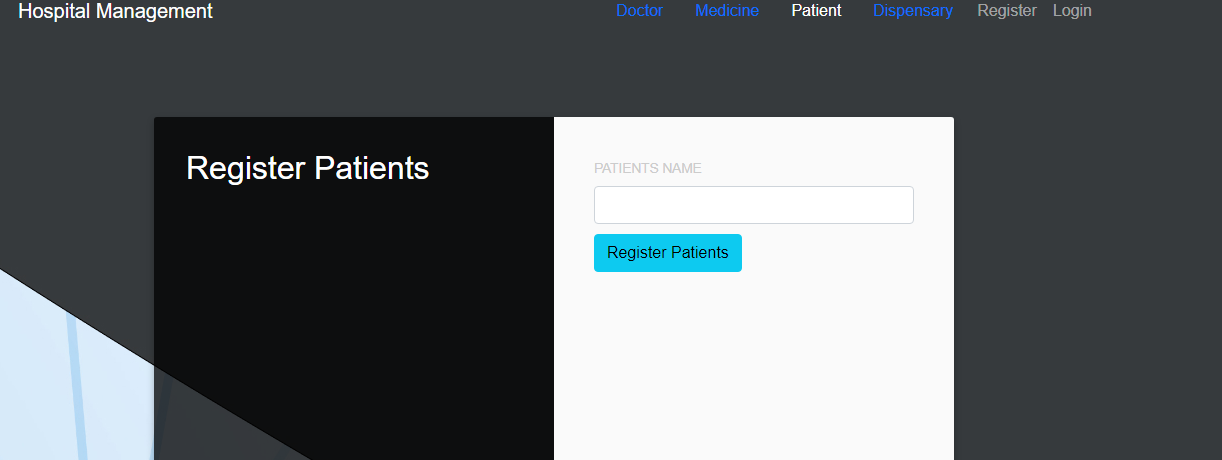 Hospital Management Doctor Medicine Patient Dispensary Register Login
Register Patients
PATIENTS NAME
Register Patients